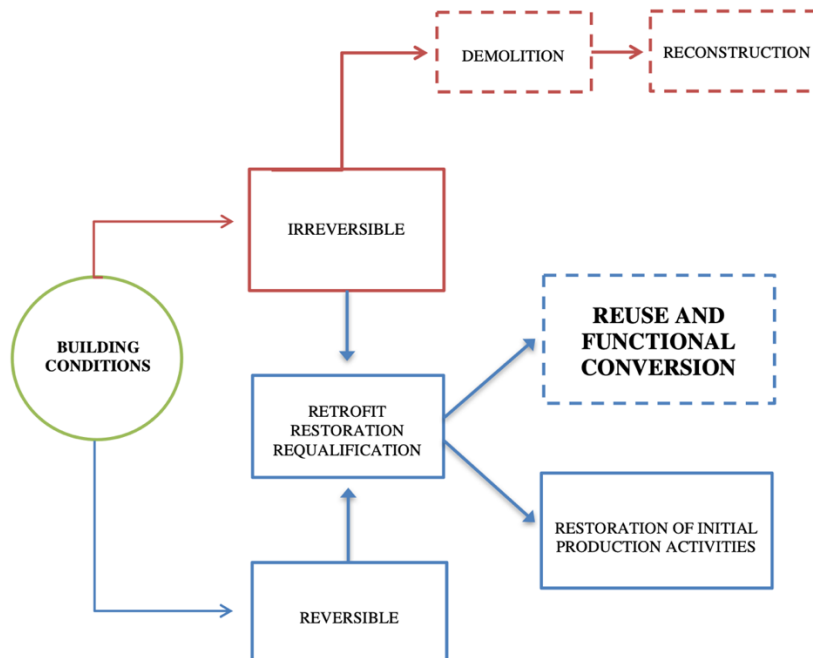 DEMOLITION
RECONSTRUCTION
IRREVERSIBLE
BUILDING
CONDITIONS
REUSE AND
FUNCTIONAL
CONVERSION
RETROFIT
RESTORATION
REQUALIFICATION
RESTORATION OF INITIAL
PRODUCTION ACTIVITIES
REVERSIBLE